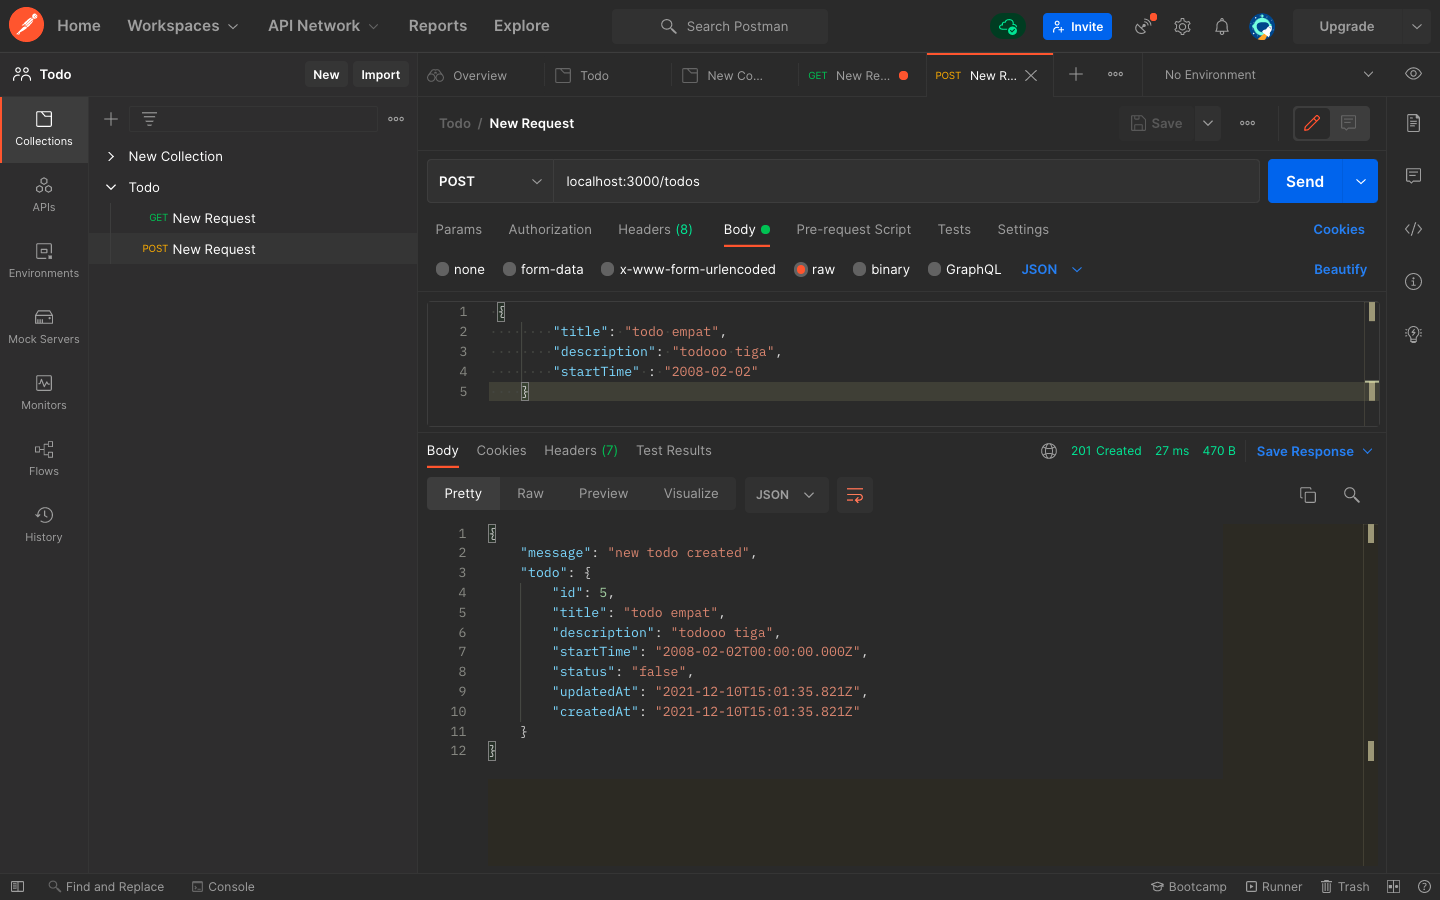 Home Workspaces API Network Reports Explore Search Postman Invite Upgrade
Todo New Import Overview Todo New Co... GET New Re... POST New R... No Environment
Collections
APIs
Environments
Mock Servers
Monitors
Flows
History
New Collection
Todo
GET New Request
POST New Request
Todo / New Request Save
POST localhost:3000/todos Send
Params Authorization Headers (8) Body Pre-request Script Tests Settings Cookies
none form-data x-www-form-urlencoded raw binary GraphQL JSON Beautify
1 {
2 "title": "todo empat",
3 "description": "todooo tiga",
4 "startTime" : "2008-02-02"
5 }
Body Cookies Headers (7) Test Results 201 Created 27 ms 470 B Save Response
Pretty Raw Preview Visualize JSON
1 {
2 "message": "new todo created",
3 "todo": {
4 "id": 5,
5 "title": "todo empat",
6 "description": "todooo tiga",
7 "startTime": "2008-02-02T00:00:00.000Z",
8 "status": "false",
9 "updatedAt": "2021-12-10T15:01:35.821Z",
10 "createdAt": "2021-12-10T15:01:35.821Z"
11 }
12 }
Find and Replace Console Bootcamp Runner Trash